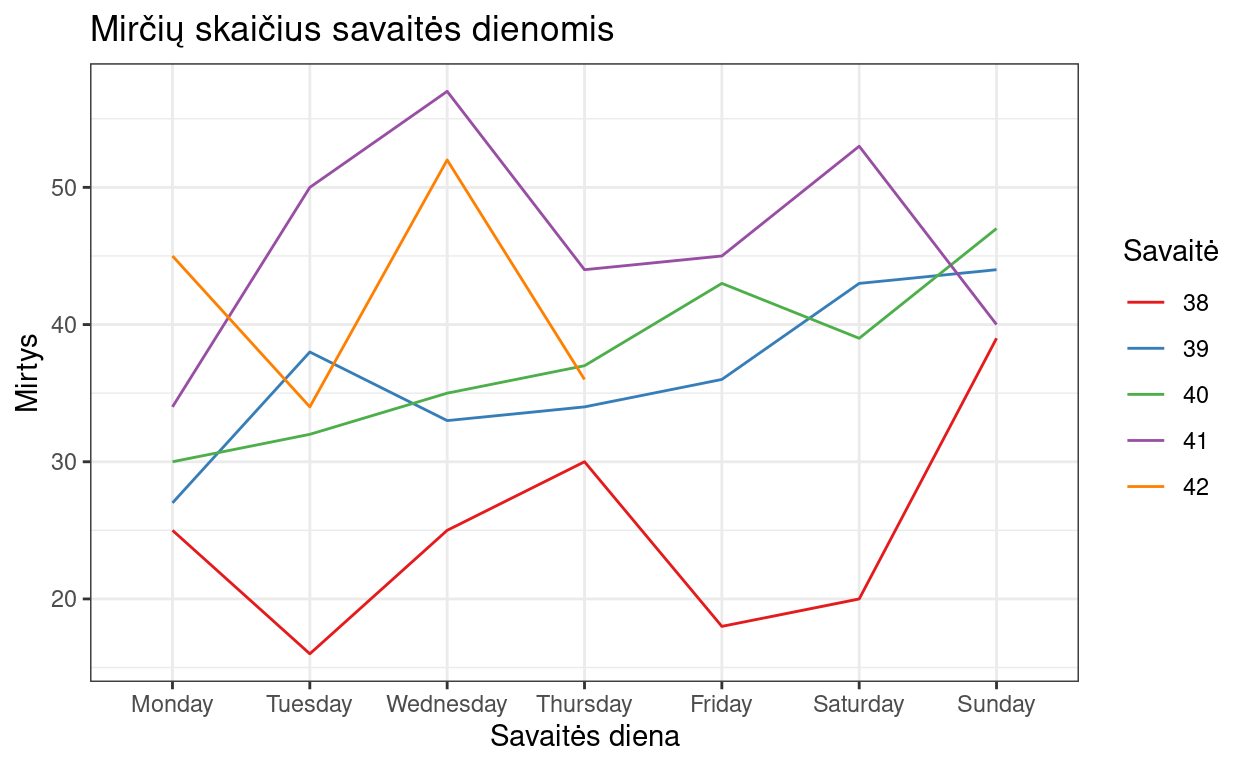 Mirčių skaičius savaitės dienomis
Mirtys
50
40
30
20
Monday Tuesday Wednesday Thursday Friday Saturday Sunday
Savaitės diena
Savaitė
38
39
40
41
42